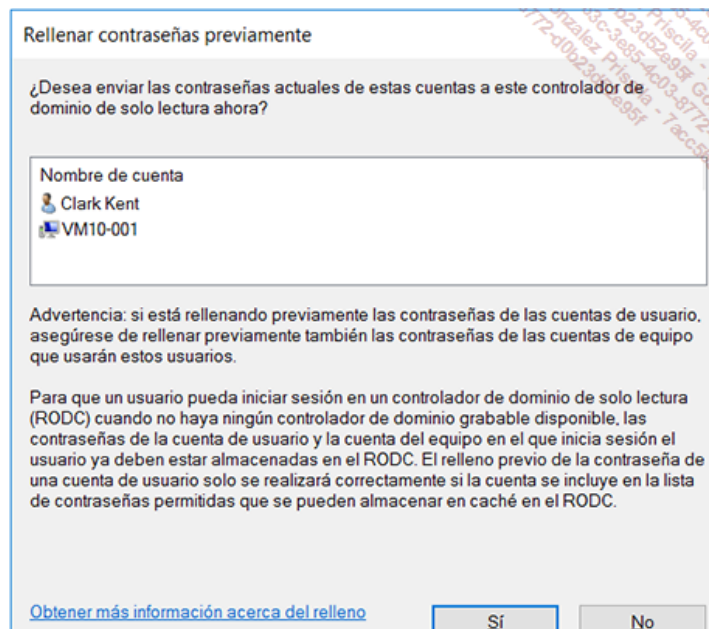 Rellenar contraseñas previamente
¿Desea enviar las contraseñas actuales de estas cuentas a este controlador de
dominio de solo lectura ahora?
Nombre de cuenta
Clark Kent
VM10-001
Advertencia: si está rellenando previamente las contraseñas de las cuentas de usuario,
asegúrese de rellenar previamente también las contraseñas de las cuentas de equipo
que usarán estos usuarios.
Para que un usuario pueda iniciar sesión en un controlador de dominio de solo lectura
(RODC) cuando no haya ningún controlador de dominio grabable disponible, las
contraseñas de la cuenta de usuario y la cuenta del equipo en el que inicia sesión el
usuario ya deben estar almacenadas en el RODC. El relleno previo de la contraseña de
una cuenta de usuario solo se realizará correctamente si la cuenta se incluye en la lista
de contraseñas permitidas que se pueden almacenar en caché en el RODC.
Obtener más información acerca del relleno
Sí
No